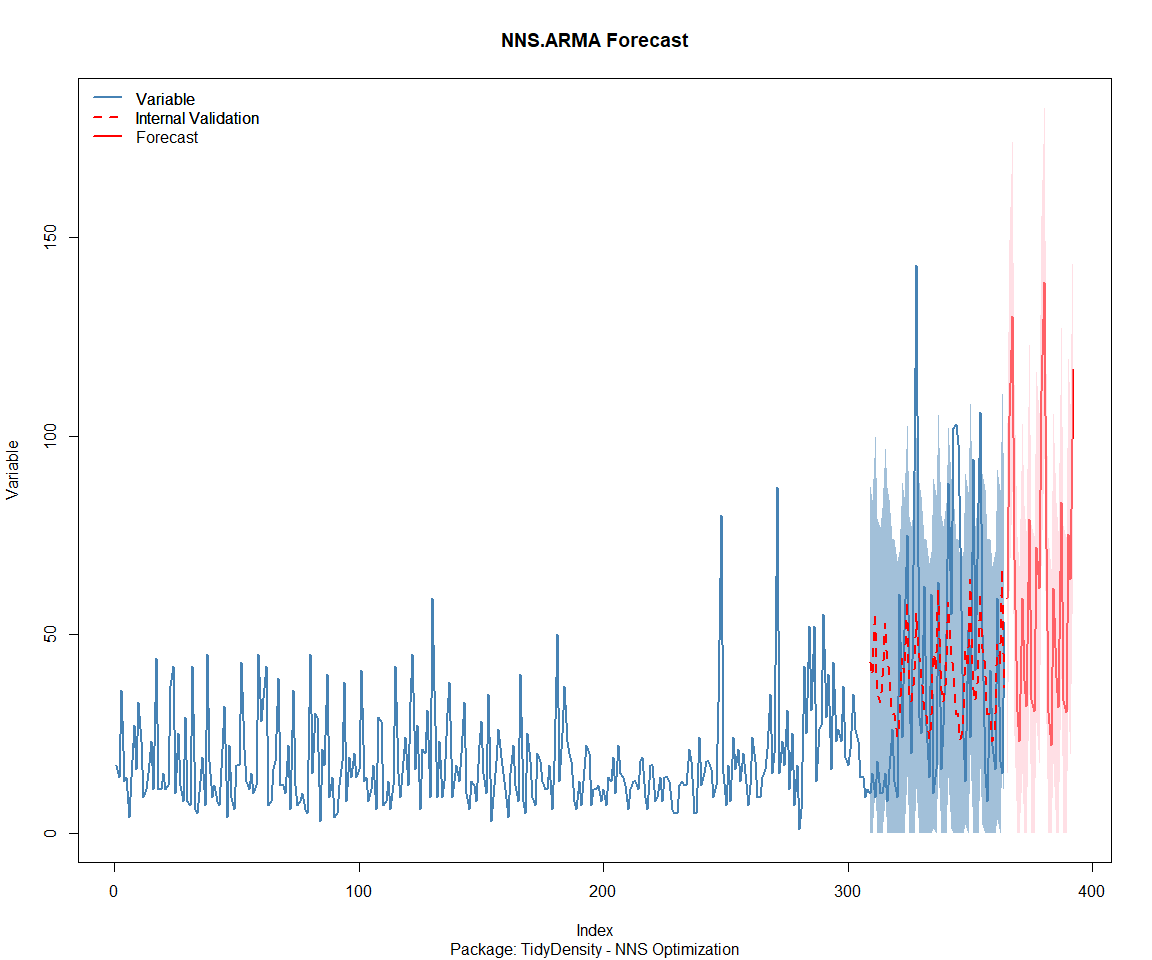 NNS.ARMA Forecast
Variable
Internal Validation
Forecast
Variable
150
100
50
0
0
100
200
300
400
Index
Package: TidyDensity - NNS Optimization